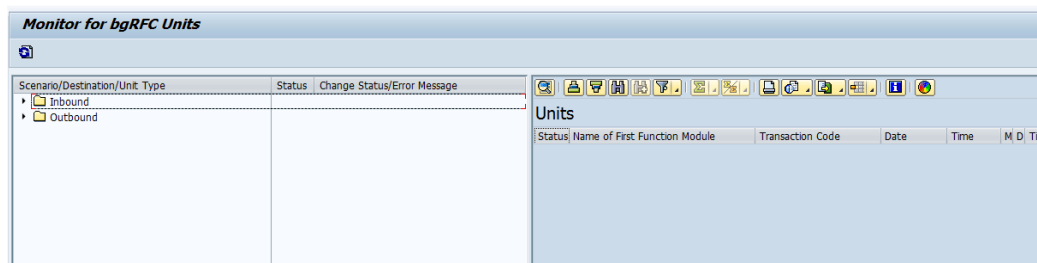 Monitor for bgRFC Units
Scenario/Destination/Unit Type Status Change Status/Error Message
Inbound
Outbound
Units
Status Name of First Function Module Transaction Code Date Time M D Ti